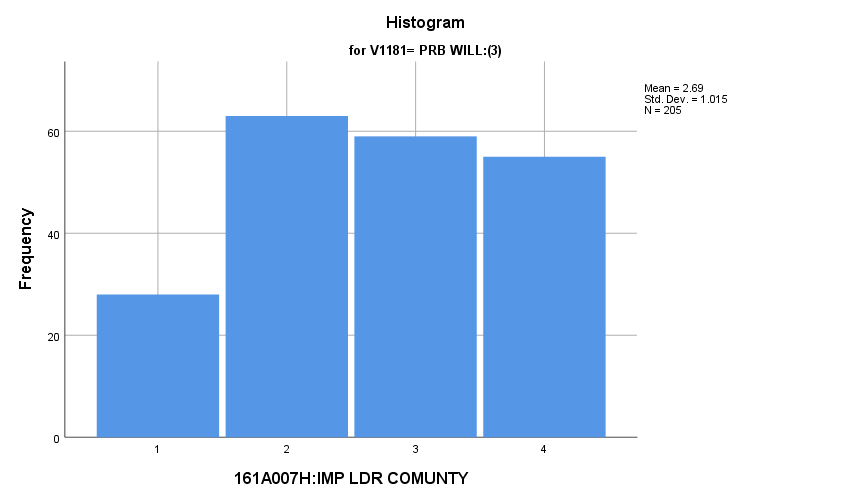 Histogram
for V1181= PRB WILL:(3)
Mean = 2.69
Std. Dev. = 1.015
N = 205
Frequency
60
40
20
0
1 2 3 4
161A007H:IMP LDR COMUNTY